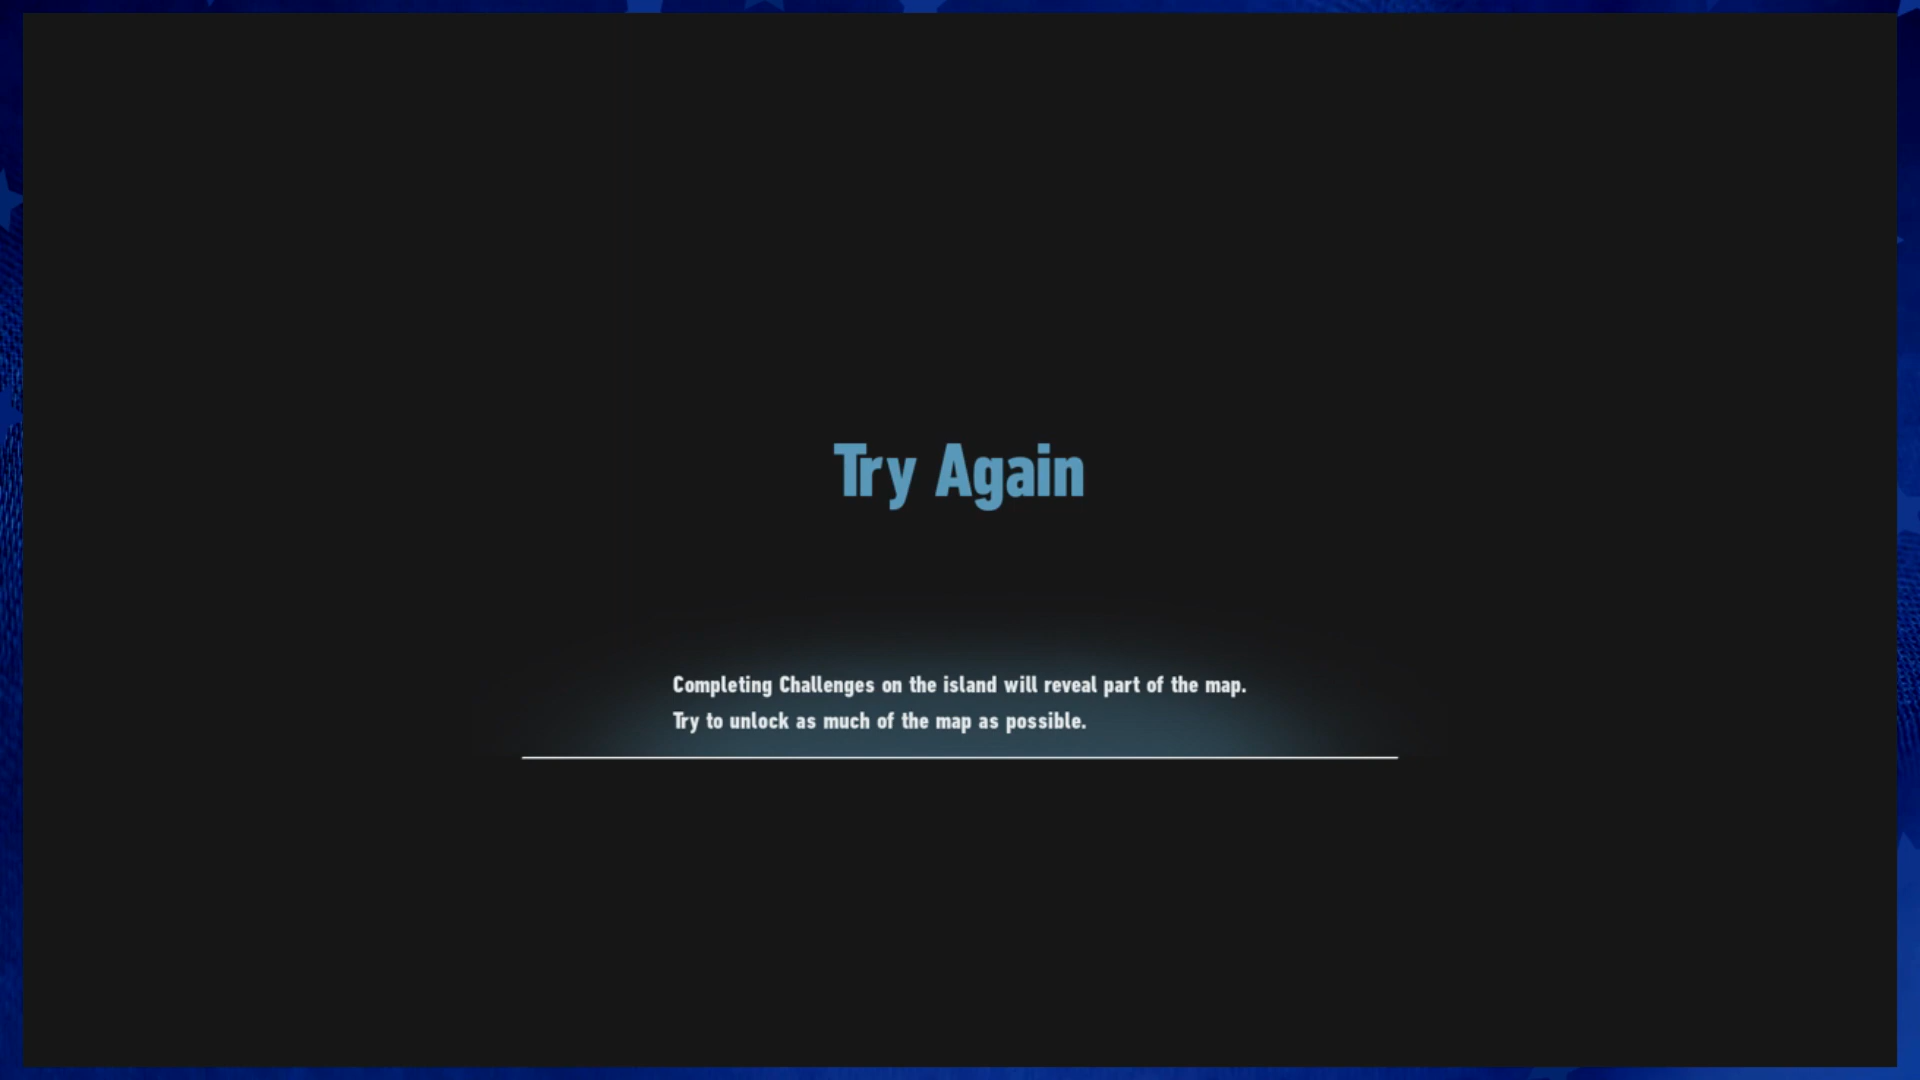 Try Again
Completing Challenges on the island will reveal part of the map.
Try to unlock as much of the map as possible.